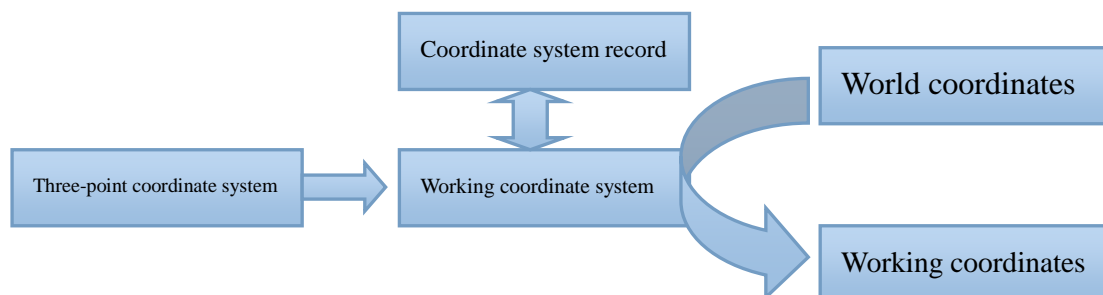 Coordinate system record
World coordinates
Three-point coordinate system
Working coordinate system
Working coordinates